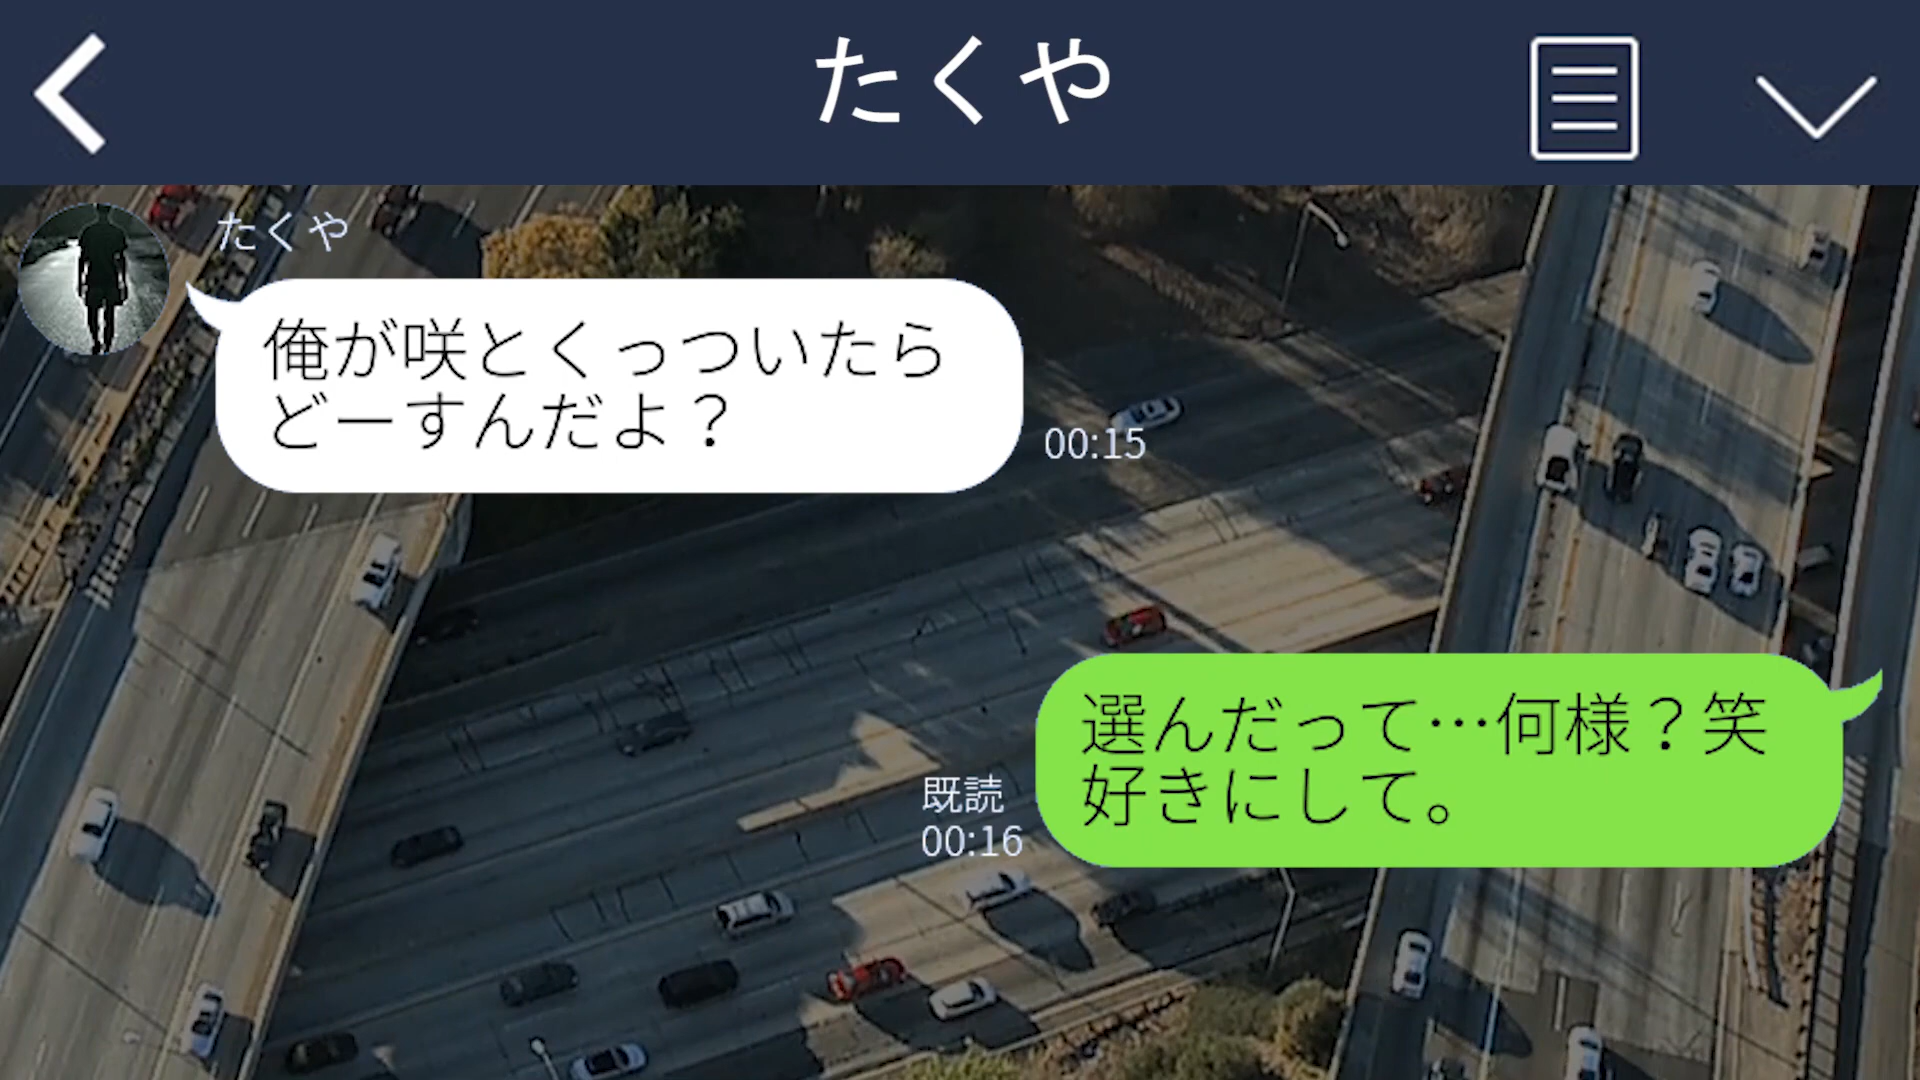 たくや
たくや
俺が咲とくっついたら
どーすんだよ？
00:15
選んだって…何様？笑
好きにして。
既読
00:16